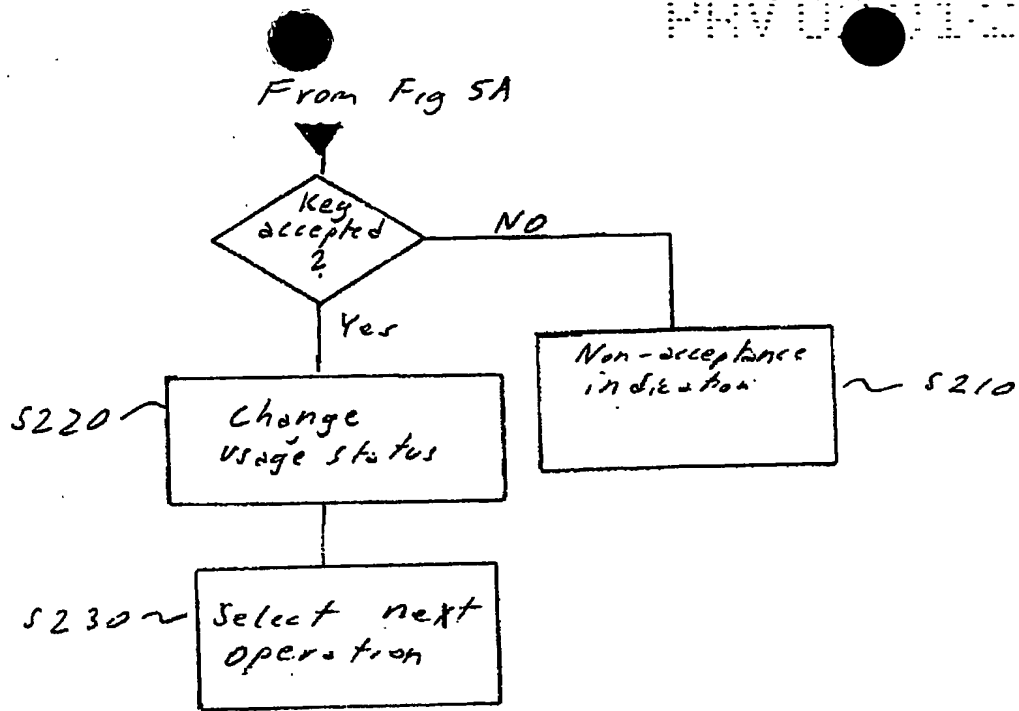 From Fig 5A
Key
accepted
?
NO
Yes
Non-acceptance
indication
S210
S220
Change
usage status
S230
Select next
operation